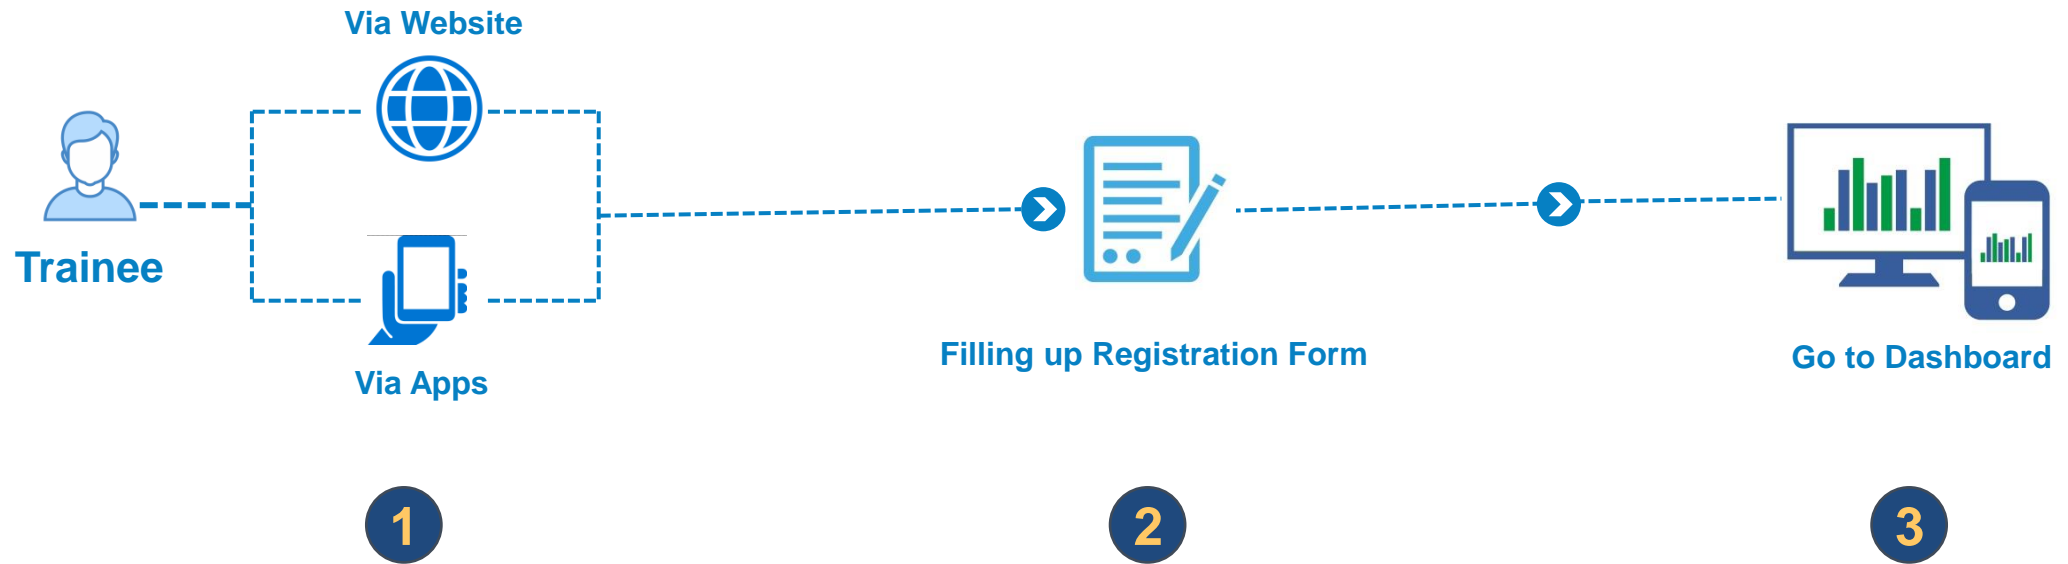 Via Website
Trainee
Via Apps
Filling up Registration Form
Go to Dashboard
1
2
3